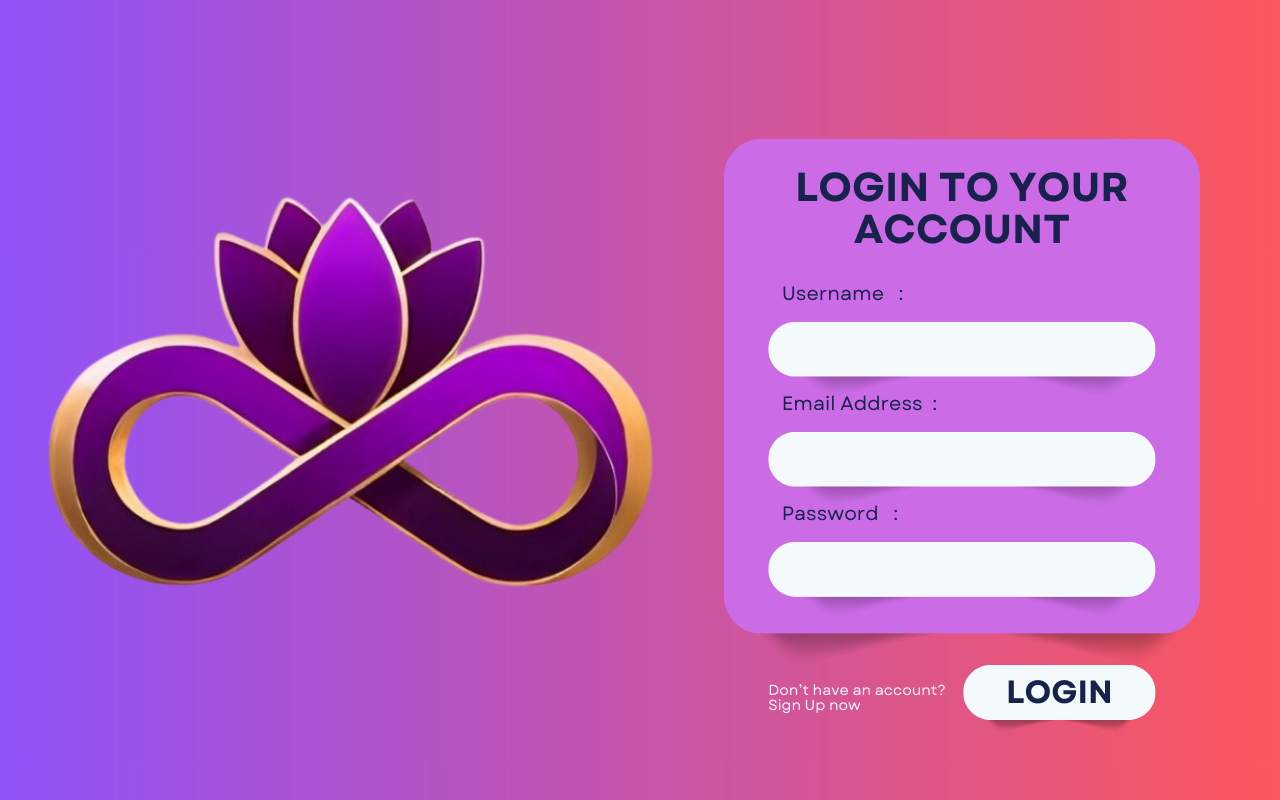 LOGIN TO YOUR
ACCOUNT
Username :
Email Address :
Password :
Don't have an account?
Sign Up now
LOGIN